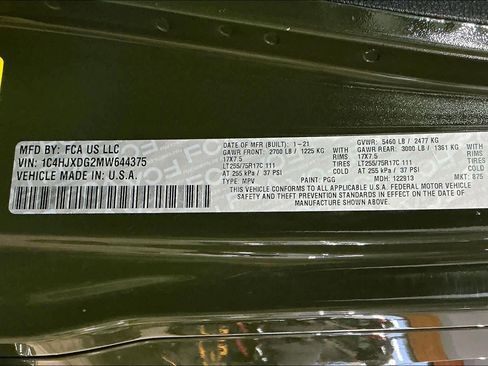 MFD BY: FCA US LLC
VIN: 1C4HJXDG2MW644375
VEHICLE MADE IN: U.S.A.
DATE OF MFR (BUILT): 1-21 GVWR: 5460 LB / 2477 KG
GAWR FRONT: 2700 LB / 1225 KG GAWR REAR: 3000 LB / 1361 KG
17X7.5 17X7.5
LT255/75R17C 111 TIRES LT255/75R17C 111 TIRES
AT 255 kPa / 37 PSI COLD AT 255 kPa / 37 PSI COLD
TYPE: MPV PAINT: PGG MDH: 122913 MKT: 875
THIS VEHICLE CONFORMS TO ALL APPLICABLE U.S.A. FEDERAL MOTOR VEHICLE
SAFETY AND THEFT PREVENTION STANDARDS IN EFFECT ON THE DATE OF
MANUFACTURE SHOWN ABOVE.